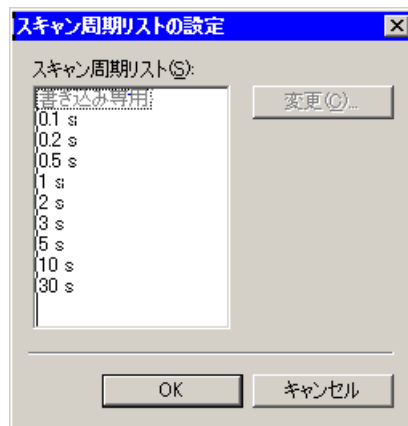 スキャン周期リストの設定
スキャン周期リスト(S):
書き込み専用
0.1 s
0.2 s
0.5 s
1 s
2 s
3 s
5 s
10 s
30 s
変更(C)...
OK
キャンセル